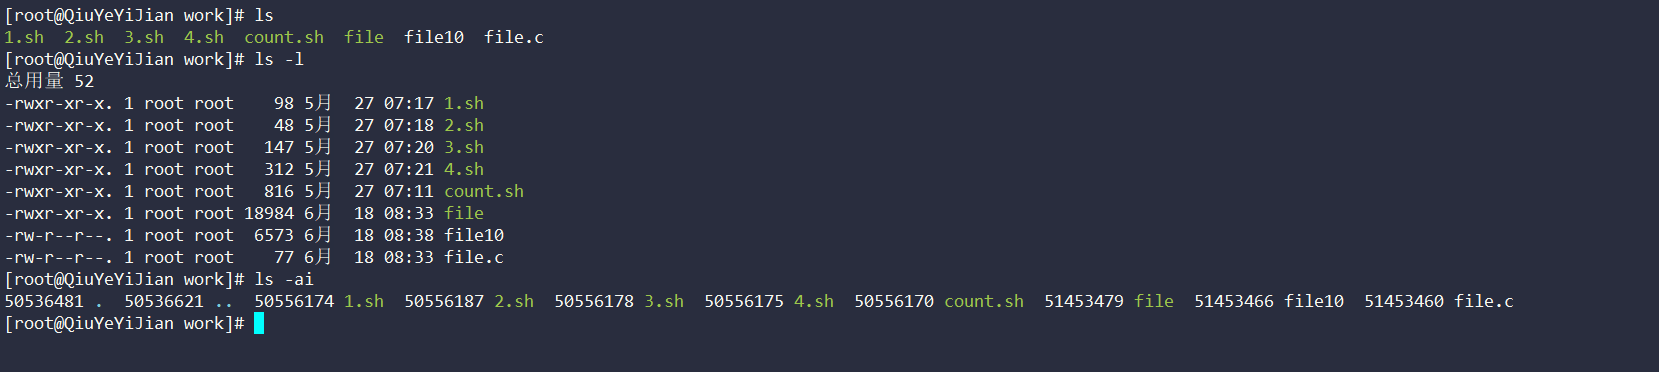 [root@QiuYeYiJian work]# ls
1.sh  2.sh  3.sh  4.sh  count.sh  file  file10  file.c
[root@QiuYeYiJian work]# ls -l
总用量 52
-rwxr-xr-x. 1 root root    98 5月  27 07:17 1.sh
-rwxr-xr-x. 1 root root    48 5月  27 07:18 2.sh
-rwxr-xr-x. 1 root root   147 5月  27 07:20 3.sh
-rwxr-xr-x. 1 root root   312 5月  27 07:21 4.sh
-rwxr-xr-x. 1 root root   816 5月  27 07:11 count.sh
-rwxr-xr-x. 1 root root 18984 6月  18 08:33 file
-rw-r--r--. 1 root root  6573 6月  18 08:38 file10
-rw-r--r--. 1 root root    77 6月  18 08:33 file.c
[root@QiuYeYiJian work]# ls -ai
50536481 .  50536621 ..  50556174 1.sh  50556187 2.sh  50556178 3.sh  50556175 4.sh  50556170 count.sh  51453479 file  51453466 file10  51453460 file.c
[root@QiuYeYiJian work]#